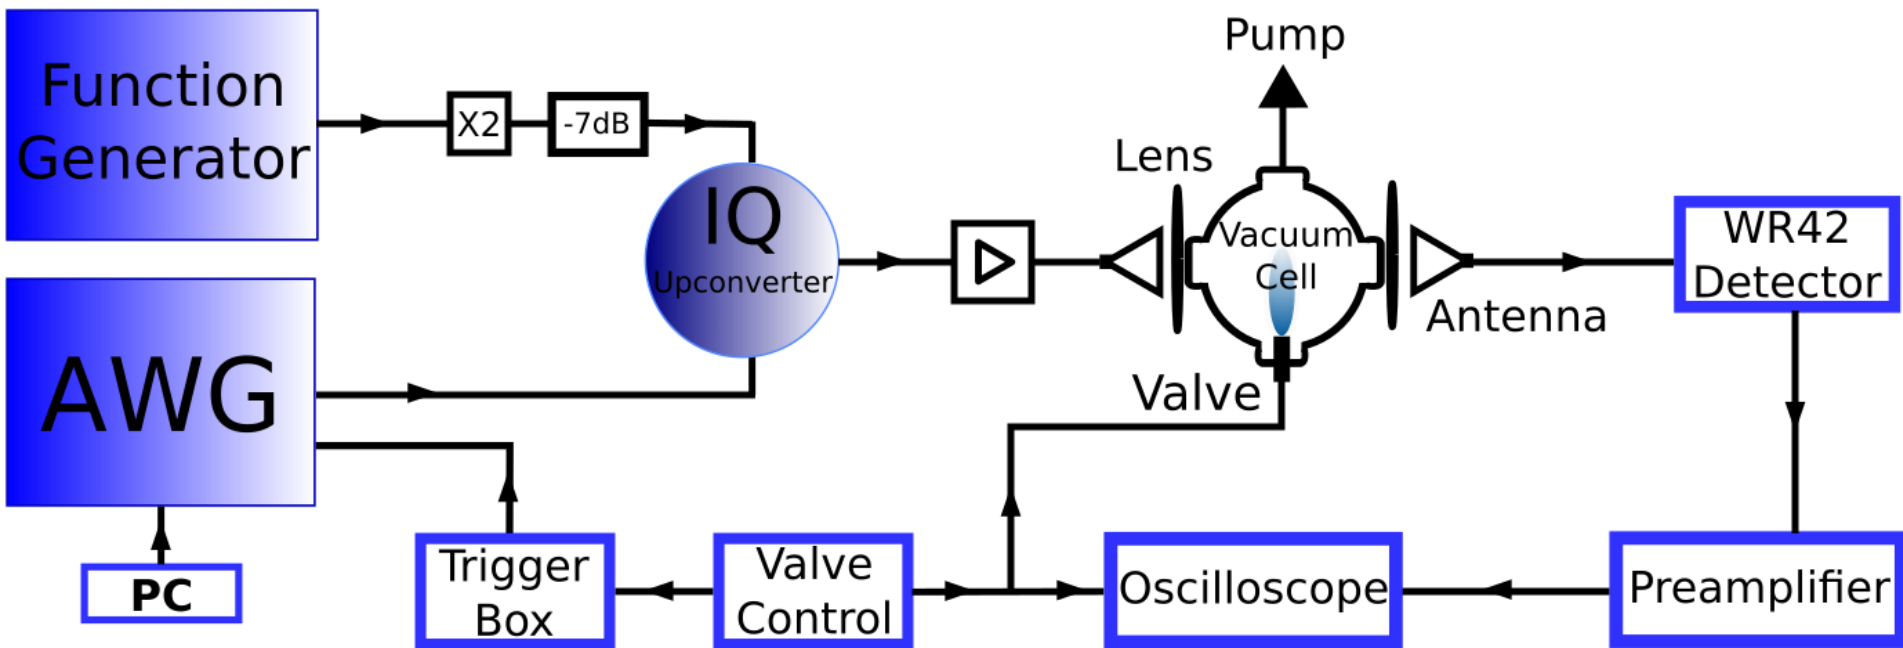 Function
Generator
X2
-7dB
IQ
Upconverter
Pump
Lens
Vacuum
Cell
Antenna
WR42
Detector
AWG
Valve
PC
Trigger
Box
Valve
Control
Oscilloscope
Preamplifier